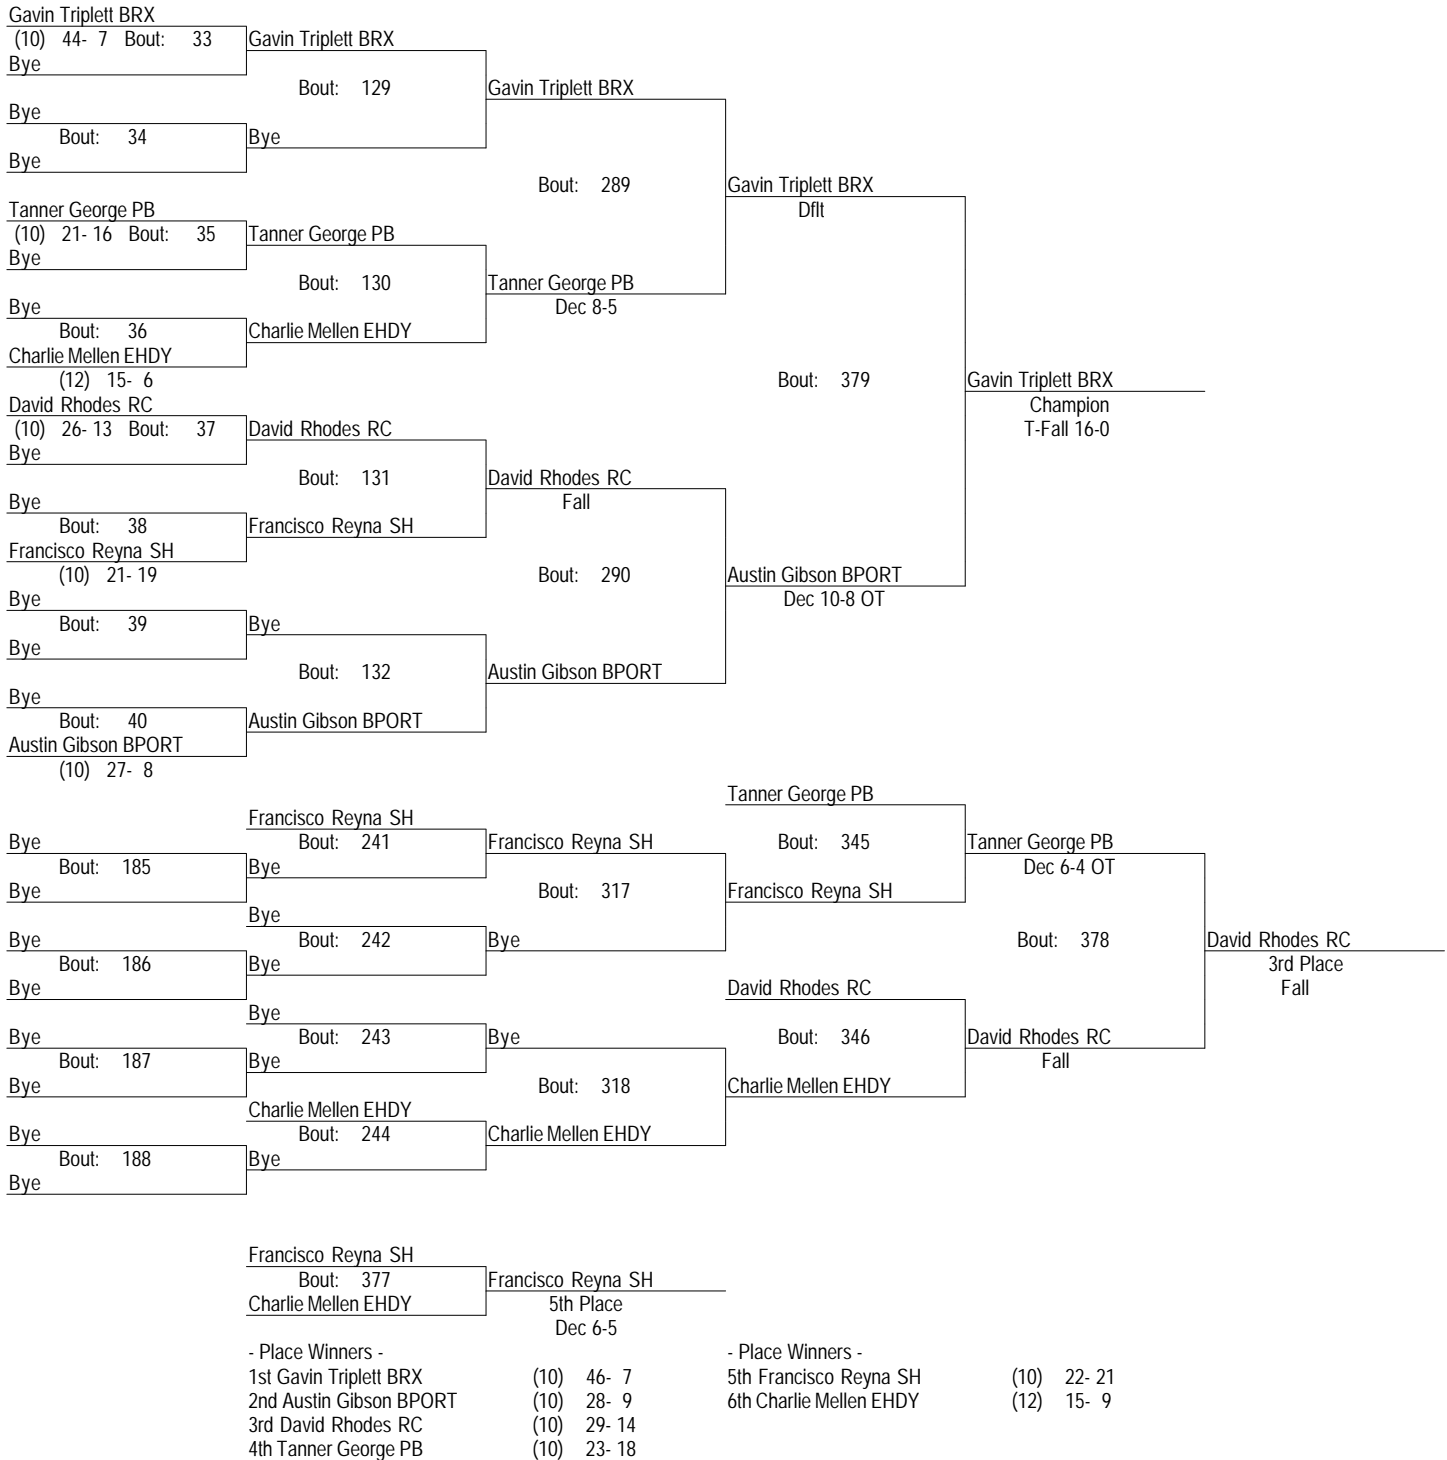 Gavin Triplett BRX
(10) 44- 7 Bout: 33 Gavin Triplett BRX
Bye
Bout: 129 Gavin Triplett BRX
Bye
Bout: 34 Bye
Bye
Bout: 289 Gavin Triplett BRX
Dflt
Tanner George PB
(10) 21- 16 Bout: 35 Tanner George PB
Bye
Bout: 130 Tanner George PB
Bye Dec 8-5
Bout: 36 Charlie Mellen EHDY
Charlie Mellen EHDY
(12) 15- 6 Bout: 379 Gavin Triplett BRX
David Rhodes RC Champion
(10) 26- 13 Bout: 37 David Rhodes RC T-Fall 16-0
Bye
Bout: 131 David Rhodes RC
Bye Fall
Bout: 38 Francisco Reyna SH
Francisco Reyna SH
(10) 21- 19 Bout: 290 Austin Gibson BPORT
Bye Dec 10-8 OT
Bout: 39 Bye
Bye
Bout: 132 Austin Gibson BPORT
Bye
Bout: 40 Austin Gibson BPORT
Austin Gibson BPORT
(10) 27- 8
Tanner George PB
Francisco Reyna SH
Bye Bout: 241 Francisco Reyna SH Bout: 345 Tanner George PB
Bout: 185 Bye Dec 6-4 OT
Bye Bout: 317 Francisco Reyna SH
Bye
Bye Bout: 242 Bye Bout: 378 David Rhodes RC
Bout: 186 Bye 3rd Place
Bye David Rhodes RC Fall
Bye
Bye Bout: 243 Bye Bout: 346 David Rhodes RC
Bout: 187 Bye Fall
Bye Bout: 318 Charlie Mellen EHDY
Charlie Mellen EHDY
Bye Bout: 244 Charlie Mellen EHDY
Bout: 188 Bye
Bye
Francisco Reyna SH
Bout: 377 Francisco Reyna SH
Charlie Mellen EHDY 5th Place
Dec 6-5
- Place Winners - - Place Winners -
1st Gavin Triplett BRX (10) 46- 7 5th Francisco Reyna SH (10) 22- 21
2nd Austin Gibson BPORT (10) 28- 9 6th Charlie Mellen EHDY (12) 15- 9
3rd David Rhodes RC (10) 29- 14
4th Tanner George PB (10) 23- 18